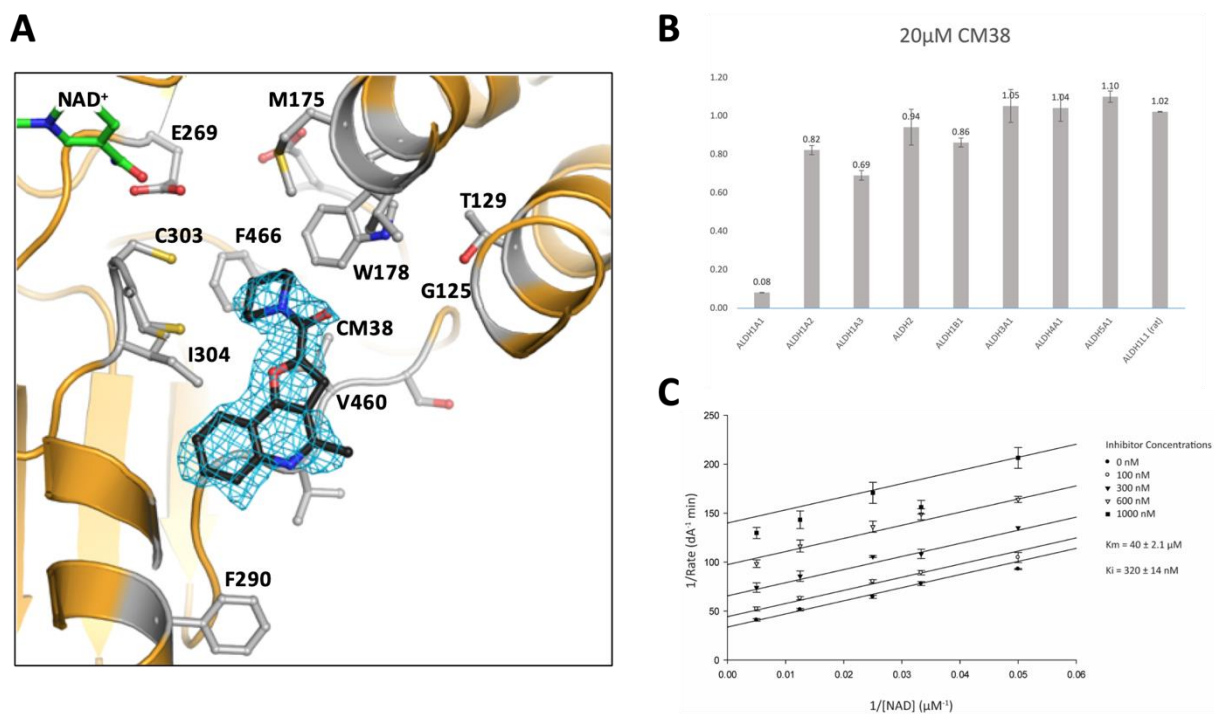 A
NAD+
M175
E269
T129
C303
F466
W178
G125
CM38
I304
V460
F290
B
20µM CM38
1.20
1.00
0.80
0.60
0.40
0.20
0.00
0.08
0.82
0.69
0.94
0.86
1.05
1.04
1.10
1.02
ALDH1A1
ALDH1A2
ALDH1A3
ALDH2
ALDH1B1
ALDH3A1
ALDH4A1
ALDH5A1
ALDH1L1 (rat)
C
250
200
150
100
50
0
1/Rate (dA⁻¹ min)
0.00
0.01
0.02
0.03
0.04
0.05
0.06
1/[NAD] (µM⁻¹)
Inhibitor Concentrations
0 nM
100 nM
300 nM
600 nM
1000 nM
Km = 40 ± 2.1 µM
Ki = 320 ± 14 nM